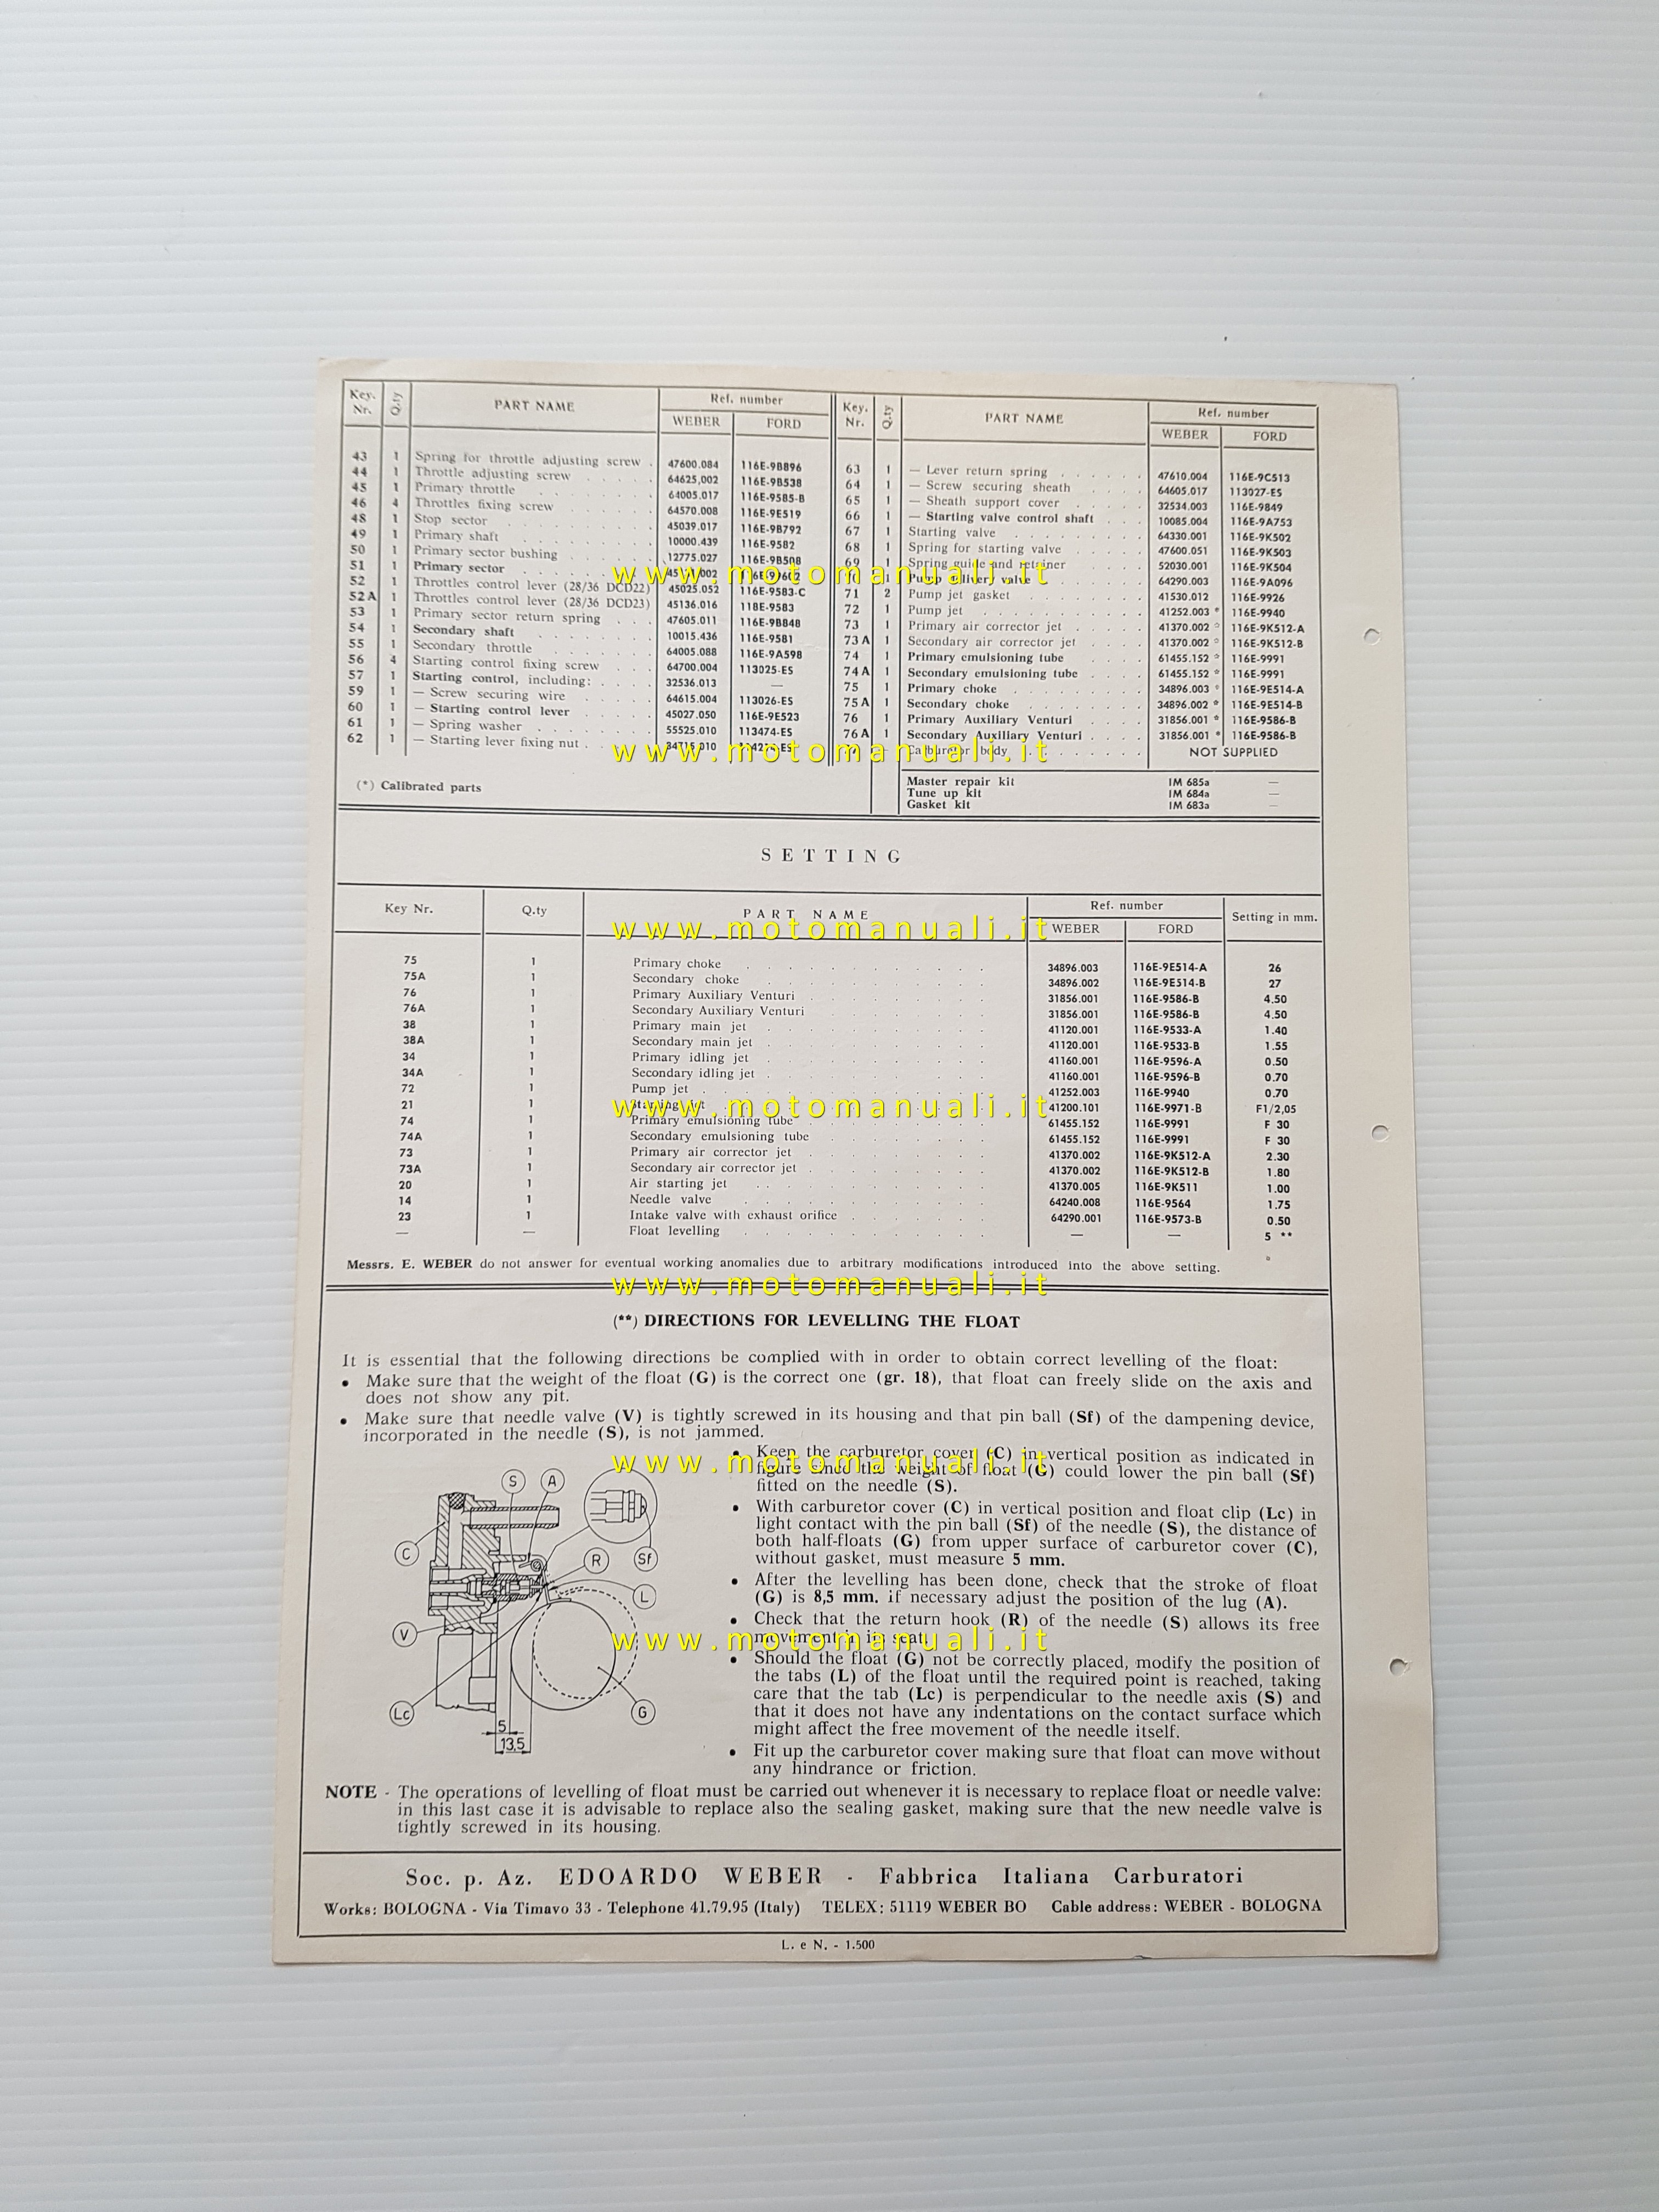 Key. Nr. Q.ty PART NAME Ref. number WEBER FORD
43 1 Spring for throttle adjusting screw . 47600.084 116E-9B896
44 1 Throttle adjusting screw . . . . . 64625,002 116E-9B538
45 1 Primary throttle . . . . . . . 64005.017 116E-9585-B
46 4 Throttles fixing screw . . . . . 64570.008 116E-9E519
48 1 Stop sector . . . . . . . . 45039.017 116E-9B792
49 1 Primary shaft . . . . . . . 10000.439 116E-9582
50 1 Primary sector bushing . . . . . 12775.027 116E-9B508
51 1 Primary sector . . . . . . .
52 1 Throttles control lever (28/36 DCD22) 45025.052 116E-9583-C
52A 1 Throttles control lever (28/36 DCD23) 45136.016 118E-9583
53 1 Primary sector return spring . . . 47605.011 116E-9B848
54 1 Secondary shaft . . . . . . . 10015.436 116E-9581
55 1 Secondary throttle . . . . . . 64005.088 116E-9A598
56 4 Starting control fixing screw . . . 64700.004 113025-ES
57 1 Starting control, including: . . . . 32536.013 —
59 1 — Screw securing wire . . . . . 64615.004 113026-ES
60 1 — Starting control lever . . . . . 45027.050 116E-9E523
61 1 — Spring washer . . . . . . . 55525.010 113474-ES
62 1 — Starting lever fixing nut .
(*) Calibrated parts
Key. Nr. Q.ty PART NAME Ref. number WEBER FORD
63 1 — Lever return spring . . . . . 47610.004 116E-9C513
64 1 — Screw securing sheath . . . . 64605.017 113027-ES
65 1 — Sheath support cover . . . . . 32534.003 116E-9849
66 1 — Starting valve control shaft . . . 10085.004 116E-9A753
67 1 Starting valve . . . . . . . . 64330.001 116E-9K502
68 1 Spring for starting valve . . . . . 47600.051 116E-9K503
69 1 Spring guide and retainer 52030.001 116E-9K504
1 Pump delivery valve 64290.003 116E-9A096
71 2 Pump jet gasket . . . . . . . 41530.012 116E-9926
72 1 Pump jet . . . . . . . . . 41252.003 * 116E-9940
73 1 Primary air corrector jet . . . . . 41370.002 * 116E-9K512-A
73A 1 Secondary air corrector jet . . . . 41370.002 * 116E-9K512-B
74 1 Primary emulsioning tube . . . . 61455.152 * 116E-9991
74A 1 Secondary emulsioning tube . . . . 61455.152 * 116E-9991
75 1 Primary choke . . . . . . . . 34896.003 * 116E-9E514-A
75A 1 Secondary choke . . . . . . . 34896.002 * 116E-9E514-B
76 1 Primary Auxiliary Venturi . . . . 31856.001 * 116E-9586-B
76A 1 Secondary Auxiliary Venturi . . . . 31856.001 * 116E-9586-B
Carburetor body . . . . . . . NOT SUPPLIED
Master repair kit IM 685a —
Tune up kit IM 684a —
Gasket kit IM 683a —
SETTING
Key Nr. Q.ty PART NAME Ref. number WEBER FORD Setting in mm.
75 1 Primary choke 34896.003 116E-9E514-A 26
75A 1 Secondary choke 34896.002 116E-9E514-B 27
76 1 Primary Auxiliary Venturi 31856.001 116E-9586-B 4.50
76A 1 Secondary Auxiliary Venturi 31856.001 116E-9586-B 4.50
38 1 Primary main jet 41120.001 116E-9533-A 1.40
38A 1 Secondary main jet 41120.001 116E-9533-B 1.55
34 1 Primary idling jet 41160.001 116E-9596-A 0.50
34A 1 Secondary idling jet 41160.001 116E-9596-B 0.70
72 1 Pump jet 41252.003 116E-9940 0.70
21 1 Starting jet 41200.101 116E-9971-B F1/2,05
74 1 Primary emulsioning tube 61455.152 116E-9991 F 30
74A 1 Secondary emulsioning tube 61455.152 116E-9991 F 30
73 1 Primary air corrector jet 41370.002 116E-9K512-A 2.30
73A 1 Secondary air corrector jet 41370.002 116E-9K512-B 1.80
20 1 Air starting jet 41370.005 116E-9K511 1.00
14 1 Needle valve 64240.008 116E-9564 1.75
23 1 Intake valve with exhaust orifice 64290.001 116E-9573-B 0.50
— — Float levelling — — 5 **
Messrs. E. WEBER do not answer for eventual working anomalies due to arbitrary modifications introduced into the above setting.
(**) DIRECTIONS FOR LEVELLING THE FLOAT
It is essential that the following directions be complied with in order to obtain correct levelling of the float:
• Make sure that the weight of the float (G) is the correct one (gr. 18), that float can freely slide on the axis and
does not show any pit.
• Make sure that needle valve (V) is tightly screwed in its housing and that pin ball (Sf) of the dampening device,
incorporated in the needle (S), is not jammed.
• Keep the carburetor cover (C) in vertical position as indicated in
figure since the weight of float (G) could lower the pin ball (Sf)
fitted on the needle (S).
• With carburetor cover (C) in vertical position and float clip (Lc) in
light contact with the pin ball (Sf) of the needle (S), the distance of
both half-floats (G) from upper surface of carburetor cover (C),
without gasket, must measure 5 mm.
• After the levelling has been done, check that the stroke of float
(G) is 8,5 mm. if necessary adjust the position of the lug (A).
• Check that the return hook (R) of the needle (S) allows its free
movement in its seat.
• Should the float (G) not be correctly placed, modify the position of
the tabs (L) of the float until the required point is reached, taking
care that the tab (Lc) is perpendicular to the needle axis (S) and
that it does not have any indentations on the contact surface which
might affect the free movement of the needle itself.
• Fit up the carburetor cover making sure that float can move without
any hindrance or friction.
S A
C R Sf
L
V
Lc G
5
13,5
NOTE - The operations of levelling of float must be carried out whenever it is necessary to replace float or needle valve:
in this last case it is advisable to replace also the sealing gasket, making sure that the new needle valve is
tightly screwed in its housing.
Soc. p. Az. EDOARDO WEBER - Fabbrica Italiana Carburatori
Works: BOLOGNA - Via Timavo 33 - Telephone 41.79.95 (Italy) TELEX: 51119 WEBER BO Cable address: WEBER - BOLOGNA
L. e N. - 1.500
www.motomanuali.it
www.motomanuali.it
www.motomanuali.it
www.motomanuali.it
www.motomanuali.it
www.motomanuali.it
www.motomanuali.it